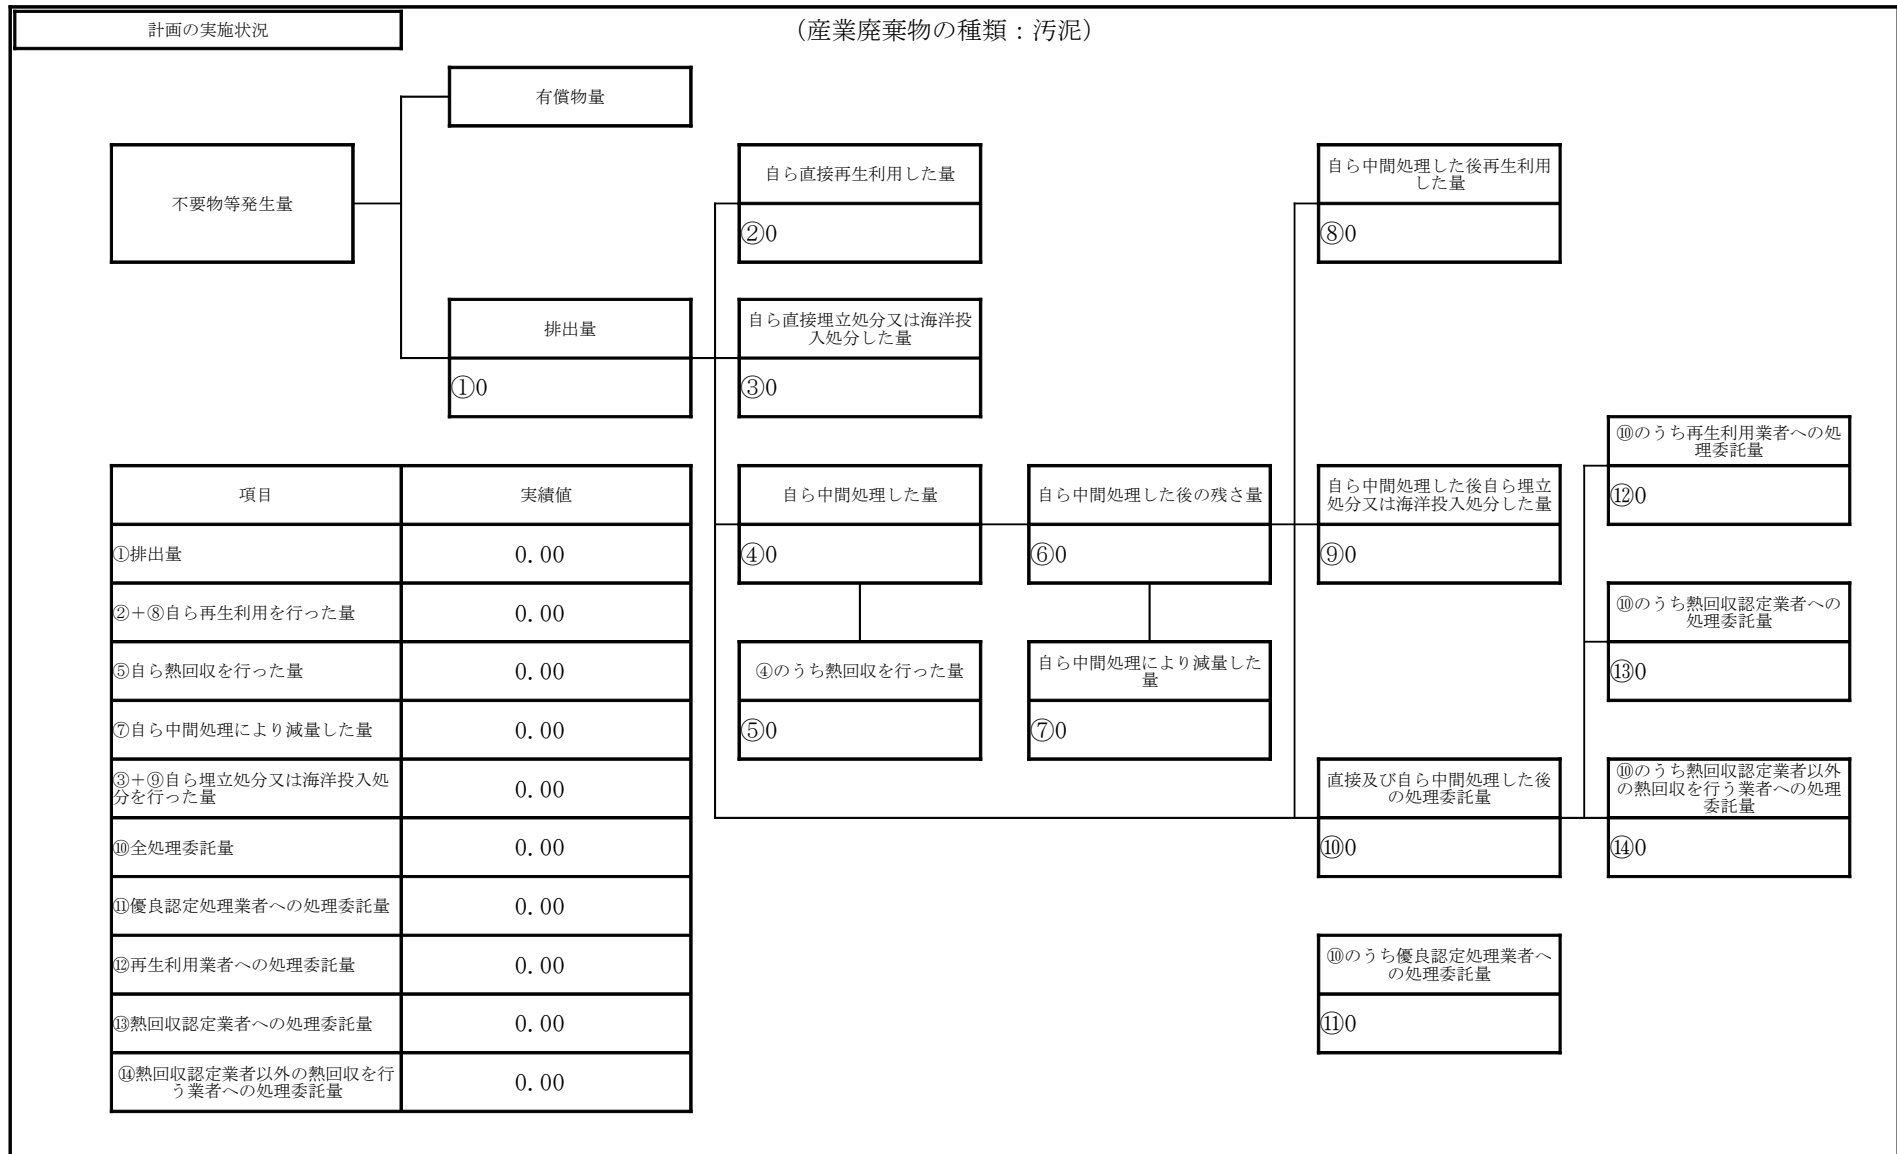 計画の実施状況
（産業廃棄物の種類：汚泥）
有償物量
不要物等発生量
自ら直接再生利用した量
②0
自ら中間処理した後再生利用
した量
⑧0
排出量
①0
自ら直接埋立処分又は海洋投
入処分した量
③0
⑩のうち再生利用業者への処
理委託量
⑫0
自ら中間処理した量
④0
自ら中間処理した後の残さ量
⑥0
自ら中間処理した後自ら埋立
処分又は海洋投入処分した量
⑨0
④のうち熱回収を行った量
⑤0
自ら中間処理により減量した
量
⑦0
⑩のうち熱回収認定業者への
処理委託量
⑬0
直接及び自ら中間処理した後
の処理委託量
⑩0
⑩のうち熱回収認定業者以外
の熱回収を行う業者への処理
委託量
⑭0
⑩のうち優良認定処理業者へ
の処理委託量
⑪0
項目 実績値
①排出量 0.00
②＋⑧自ら再生利用を行った量 0.00
⑤自ら熱回収を行った量 0.00
⑦自ら中間処理により減量した量 0.00
③＋⑨自ら埋立処分又は海洋投入処
分を行った量 0.00
⑩全処理委託量 0.00
⑪優良認定処理業者への処理委託量 0.00
⑫再生利用業者への処理委託量 0.00
⑬熱回収認定業者への処理委託量 0.00
⑭熱回収認定業者以外の熱回収を行
う業者への処理委託量 0.00